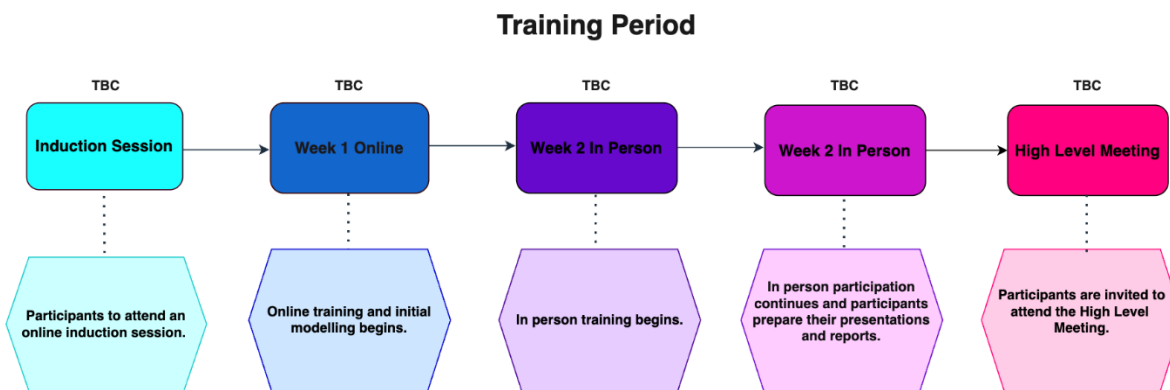 Training Period
TBC
TBC
TBC
TBC
TBC
Induction Session
Week 1 Online
Week 2 In Person
Week 2 In Person
High Level Meeting
Participants to attend an
online induction session.
Online training and initial
modelling begins.
In person training begins.
In person participation
continues and participants
prepare their presentations
and reports.
Participants are invited to
attend the High Level
Meeting.